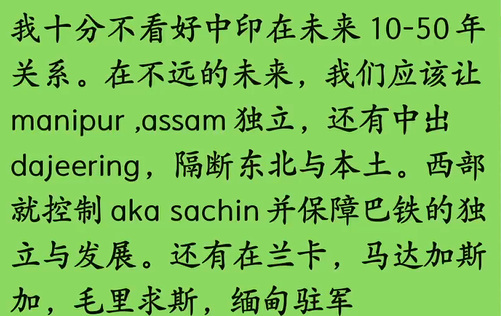 我十分不看好中印在未来 10-50 年
关系。在不远的未来，我们应该让
manipur ,assam 独立，还有中出
dajeering，隔断东北与本土。西部
就控制 aka sachin 并保障巴铁的独
立与发展。还有在兰卡，马达加斯
加，毛里求斯，缅甸驻军